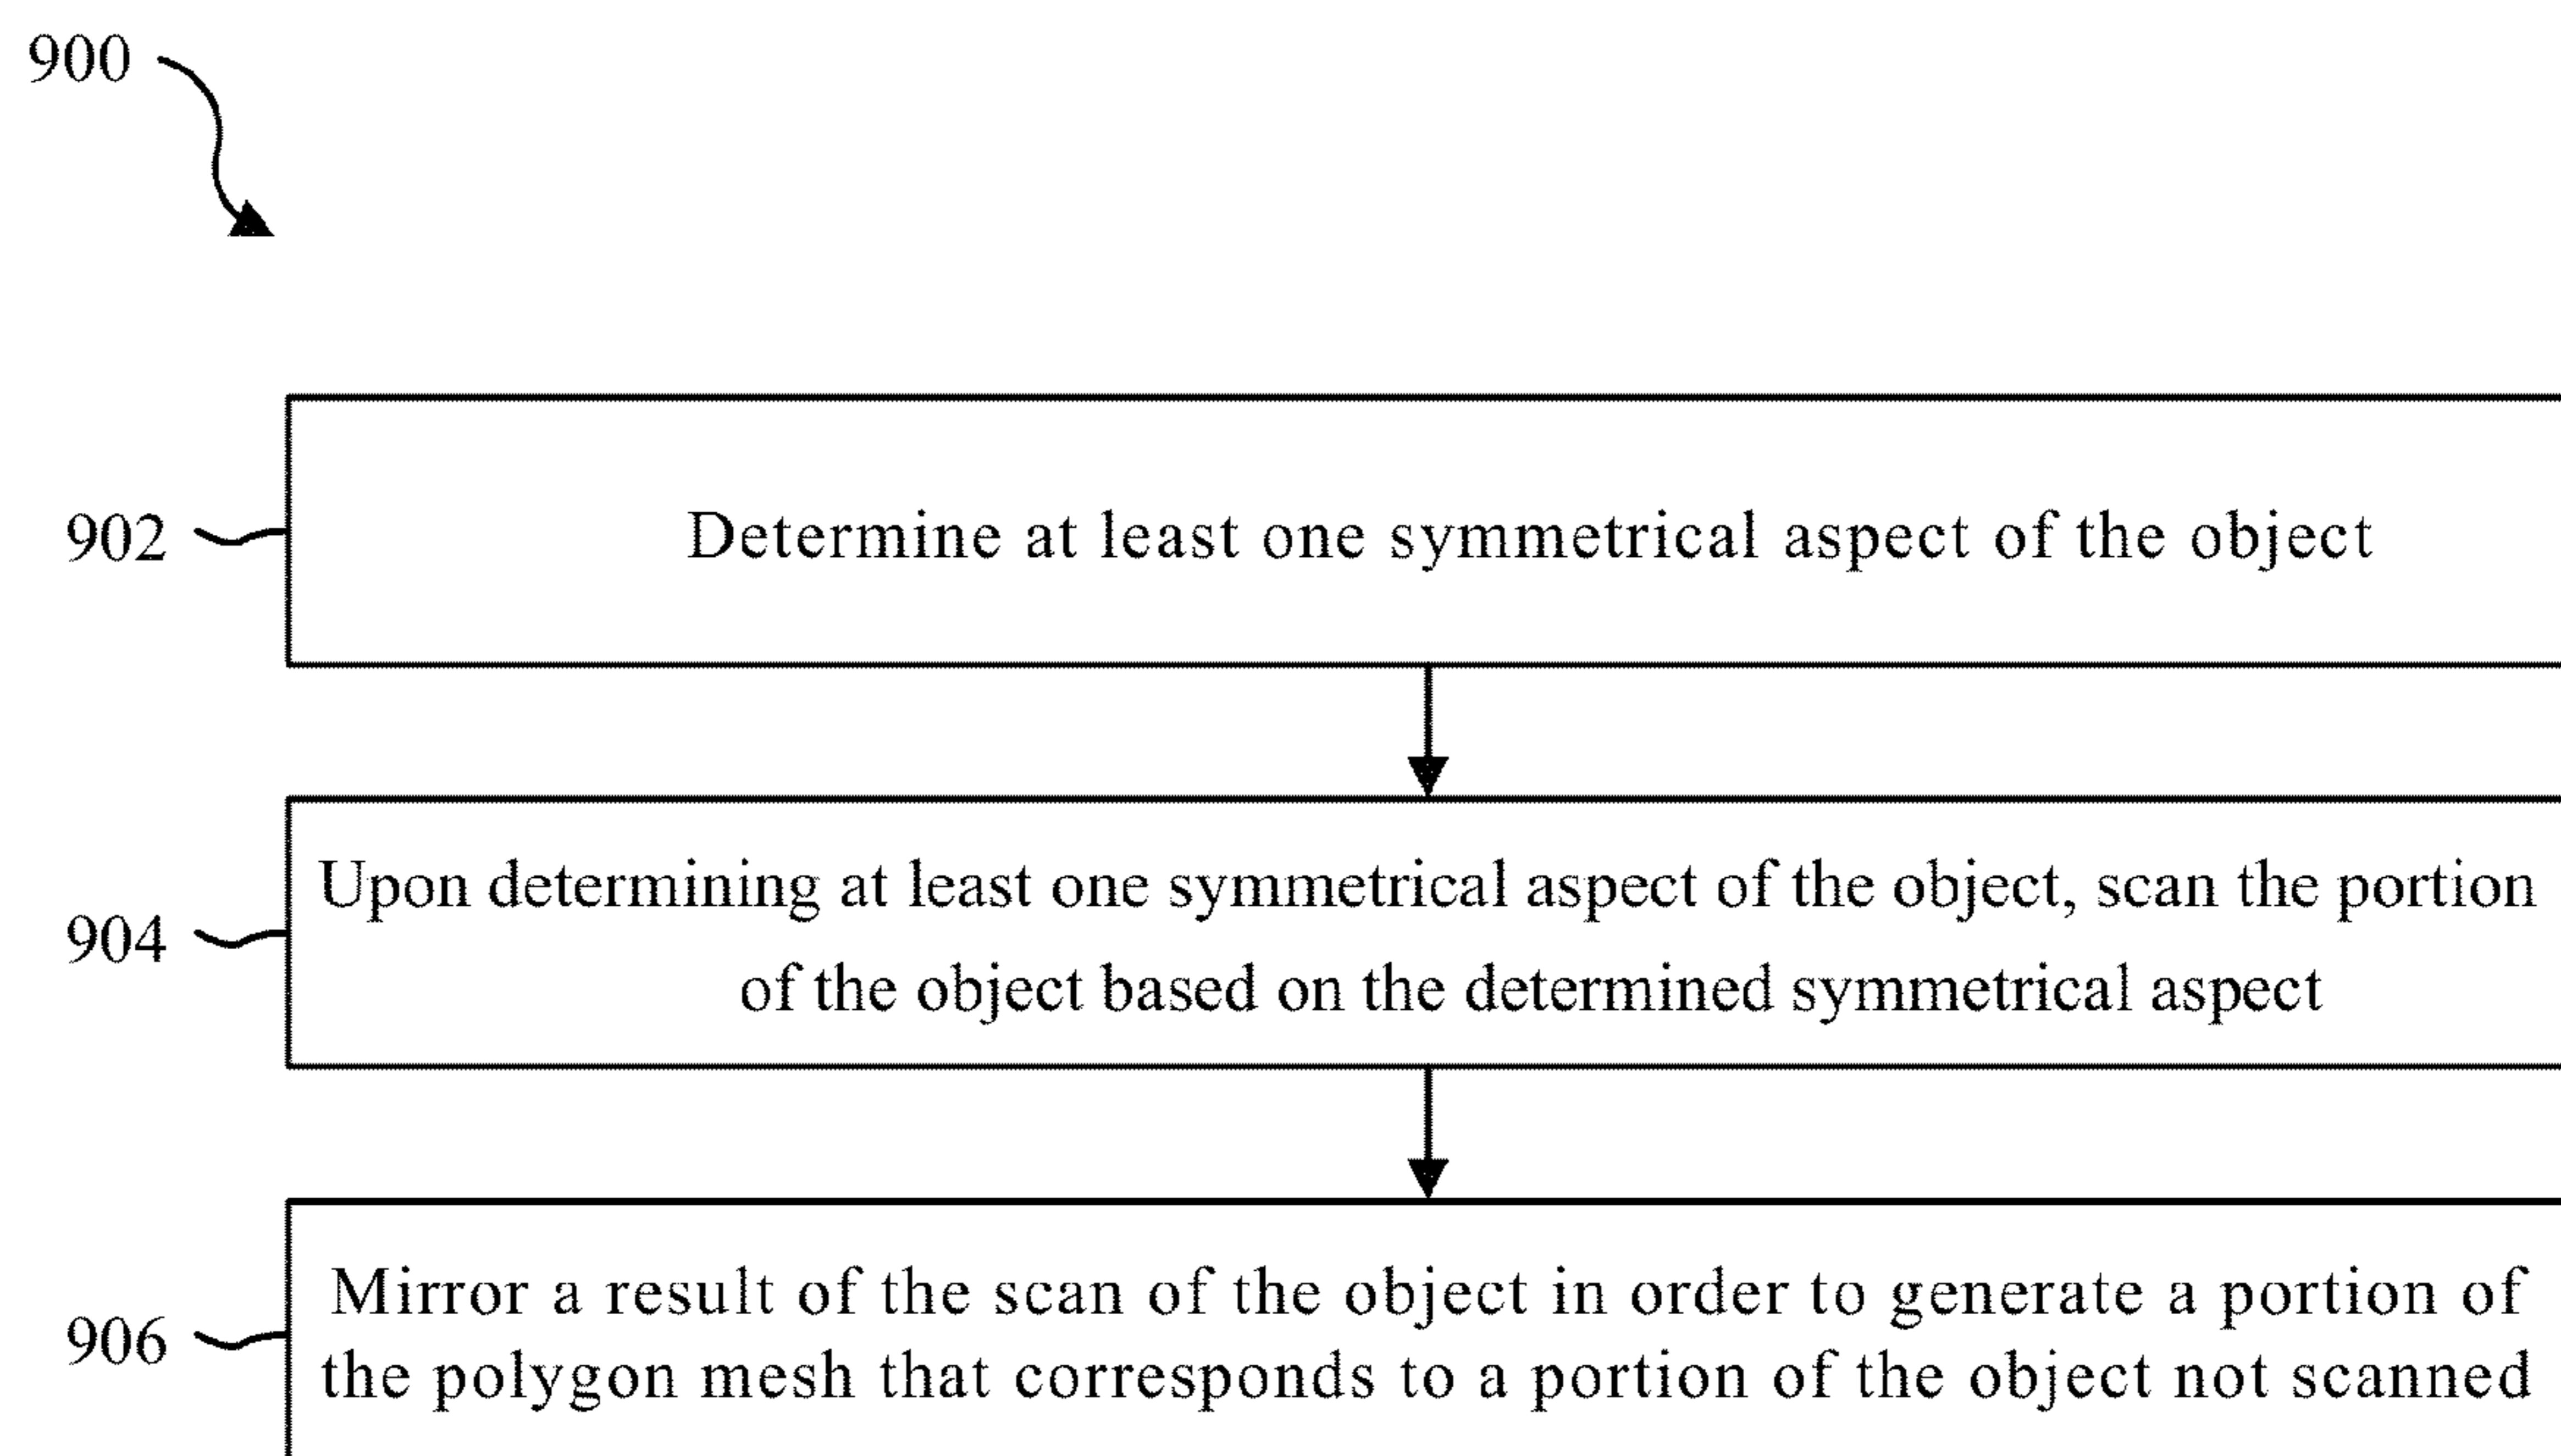 900
902
Determine at least one symmetrical aspect of the object
904
Upon determining at least one symmetrical aspect of the object, scan the portion
of the object based on the determined symmetrical aspect
906
Mirror a result of the scan of the object in order to generate a portion of
the polygon mesh that corresponds to a portion of the object not scanned